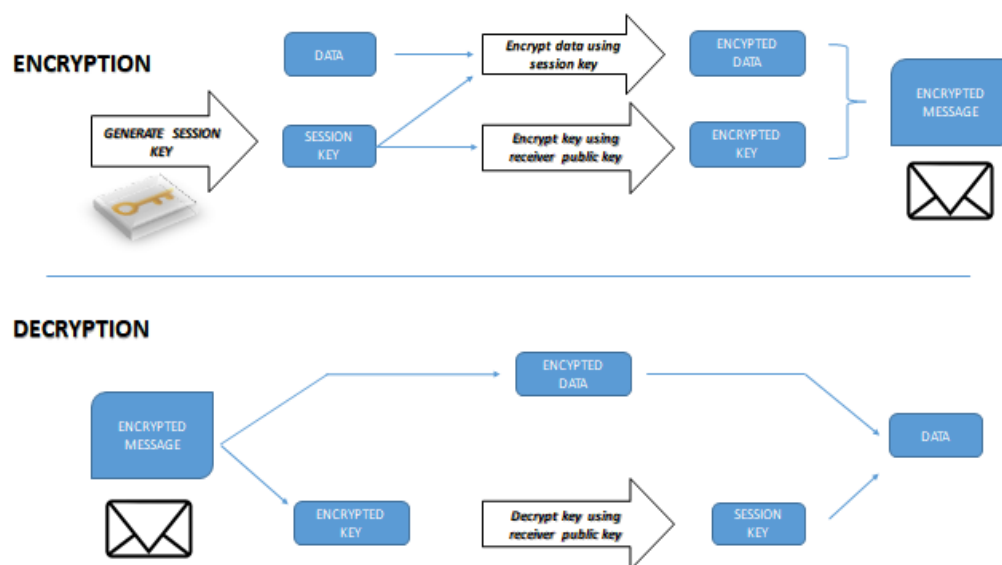 ENCRYPTION
DATA
Encrypt data using
session key
ENCYPTED
DATA
ENCRYPTED
MESSAGE
GENERATE SESSION
KEY
SESSION
KEY
Encrypt key using
receiver public key
ENCRYPTED
KEY
DECRYPTION
ENCYPTED
DATA
ENCRYPTED
MESSAGE
DATA
ENCRYPTED
KEY
Decrypt key using
receiver public key
SESSION
KEY